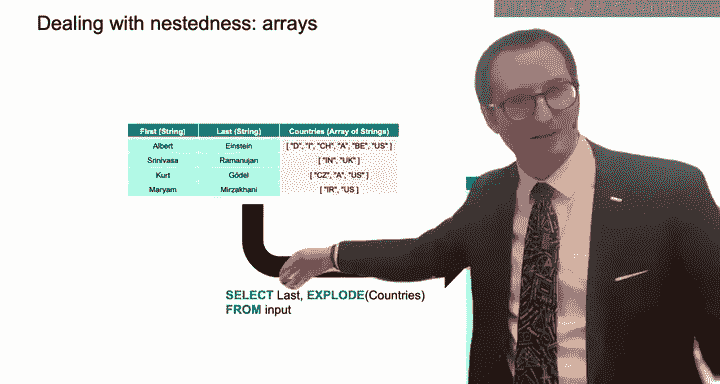 Dealing with nestedness: arrays
First (String) Last (String) Countries (Array of Strings)
Albert Einstein [ "D", "I", "CH", "A", "BE", "US" ]
Srinivasa Ramanujan [ "IN", "UK" ]
Kurt Gödel [ "CZ", "A", "US" ]
Maryam Mirzakhani [ "IR", "US ]
SELECT Last, EXPLODE(Countries)
FROM input